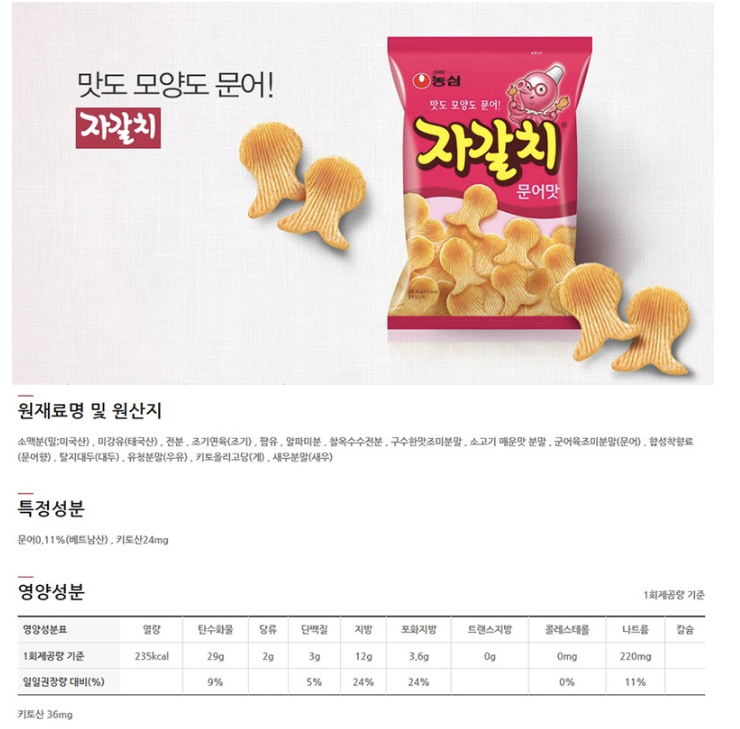 맛도 모양도 문어!
자갈치
농심
맛도 모양도 문어!
자갈치
문어맛
원재료명 및 원산지
소맥분(밀;미국산) , 미강유(태국산) , 전분 , 조기연육(조기) , 팜유 , 알파미분 , 찰옥수수전분 , 구수한맛조미분말 , 소고기 매운맛 분말 , 군어육조미분말(문어) , 합성착향료
(문어향) , 탈지대두(대두) , 유청분말(우유) , 키토올리고당(게) , 새우분말(새우)
특정성분
문어0.11%(베트남산) , 키토산24mg
영양성분
1회제공량 기준
영양성분표 열량 탄수화물 당류 단백질 지방 포화지방 트랜스지방 콜레스테롤 나트륨 칼슘
1회제공량 기준 235kcal 29g 2g 3g 12g 3.6g 0g 0mg 220mg
일일권장량 대비(%) 9% 5% 24% 24% 0% 11%
키토산 36mg